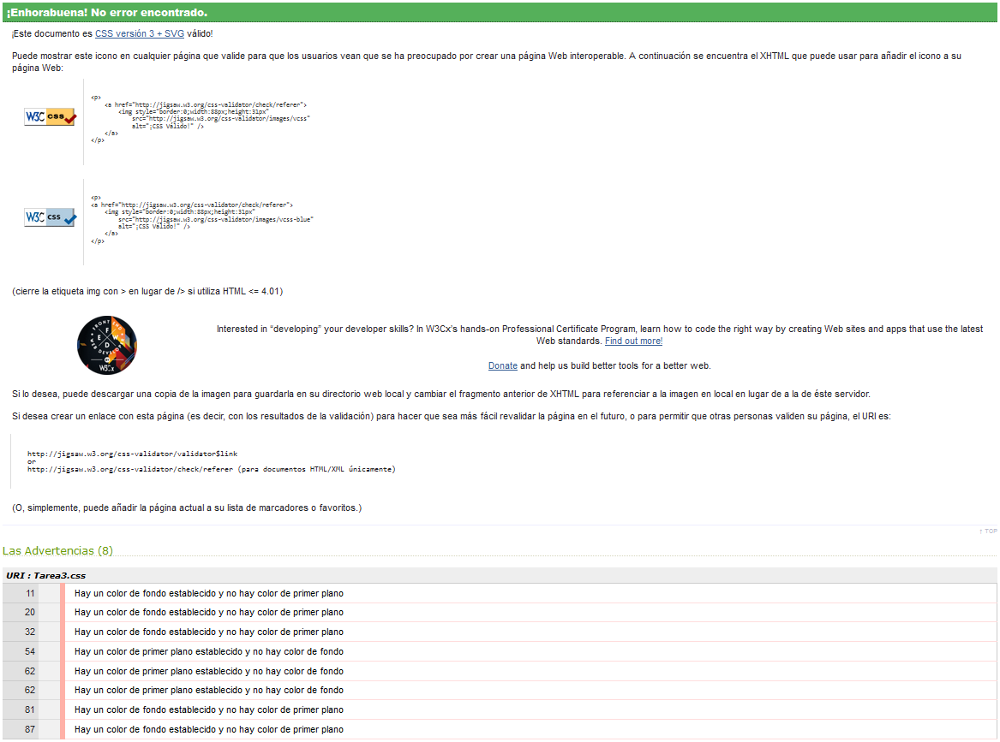 ¡Enhorabuena! No error encontrado.
¡Este documento es CSS versión 3 + SVG válido!
Puede mostrar este icono en cualquier página que valide para que los usuarios vean que se ha preocupado por crear una página Web interoperable. A continuación se encuentra el XHTML que puede usar para añadir el icono a su
página Web:
W3C css
<p>
<a href="http://jigsaw.w3.org/css-validator/check/referer">
<img style="border:0;width:88px;height:31px"
src="http://jigsaw.w3.org/css-validator/images/vcss"
alt="¡CSS Válido!" />
</a>
</p>
W3C css
<p>
<a href="http://jigsaw.w3.org/css-validator/check/referer">
<img style="border:0;width:88px;height:31px"
src="http://jigsaw.w3.org/css-validator/images/vcss-blue"
alt="¡CSS Válido!" />
</a>
</p>
(cierre la etiqueta img con > en lugar de /> si utiliza HTML <= 4.01)
FRONT END
F E W D
WEB DEVELOPER
W3Cx
Interested in “developing” your developer skills? In W3Cx's hands-on Professional Certificate Program, learn how to code the right way by creating Web sites and apps that use the latest
Web standards. Find out more!
Donate and help us build better tools for a better web.
Si lo desea, puede descargar una copia de la imagen para guardarla en su directorio web local y cambiar el fragmento anterior de XHTML para referenciar a la imagen en local en lugar de a la de éste servidor.
Si desea crear un enlace con esta página (es decir, con los resultados de la validación) para hacer que sea más fácil revalidar la página en el futuro, o para permitir que otras personas validen su página, el URI es:
http://jigsaw.w3.org/css-validator/validator$link
or
http://jigsaw.w3.org/css-validator/check/referer (para documentos HTML/XML únicamente)
(O, simplemente, puede añadir la página actual a su lista de marcadores o favoritos.)
↑ TOP
Las Advertencias (8)
URI : Tarea3.css
11 Hay un color de fondo establecido y no hay color de primer plano
20 Hay un color de fondo establecido y no hay color de primer plano
32 Hay un color de fondo establecido y no hay color de primer plano
54 Hay un color de primer plano establecido y no hay color de fondo
62 Hay un color de primer plano establecido y no hay color de fondo
62 Hay un color de primer plano establecido y no hay color de fondo
81 Hay un color de fondo establecido y no hay color de primer plano
87 Hay un color de fondo establecido y no hay color de primer plano